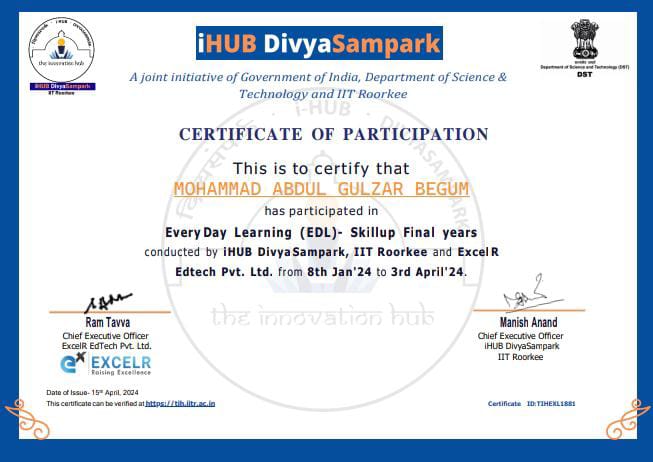 iHUB DivyaSampark
the innovation hub
iHUB DivyaSampark
IIT Roorkee
Department of Science and Technology (DST)
DST
A joint initiative of Government of India, Department of Science &
Technology and IIT Roorkee
i-HUB · DIVYASAMPARK
CERTIFICATE OF PARTICIPATION
This is to certify that
MOHAMMAD ABDUL GULZAR BEGUM
has participated in
Every Day Learning (EDL)- Skillup Final years
conducted by iHUB DivyaSampark, IIT Roorkee and ExcelR
Edtech Pvt. Ltd. from 8th Jan'24 to 3rd April'24.
the innovation hub
Ram Tavva
Chief Executive Officer
ExcelR EdTech Pvt. Ltd.
EXCELR
Raising Excellence
Manish Anand
Chief Executive Officer
iHUB DivyaSampark
IIT Roorkee
Date of Issue- 15th April, 2024
This certificate can be verified at https://tih.iitr.ac.in
Certificate ID:TIHEXL1881